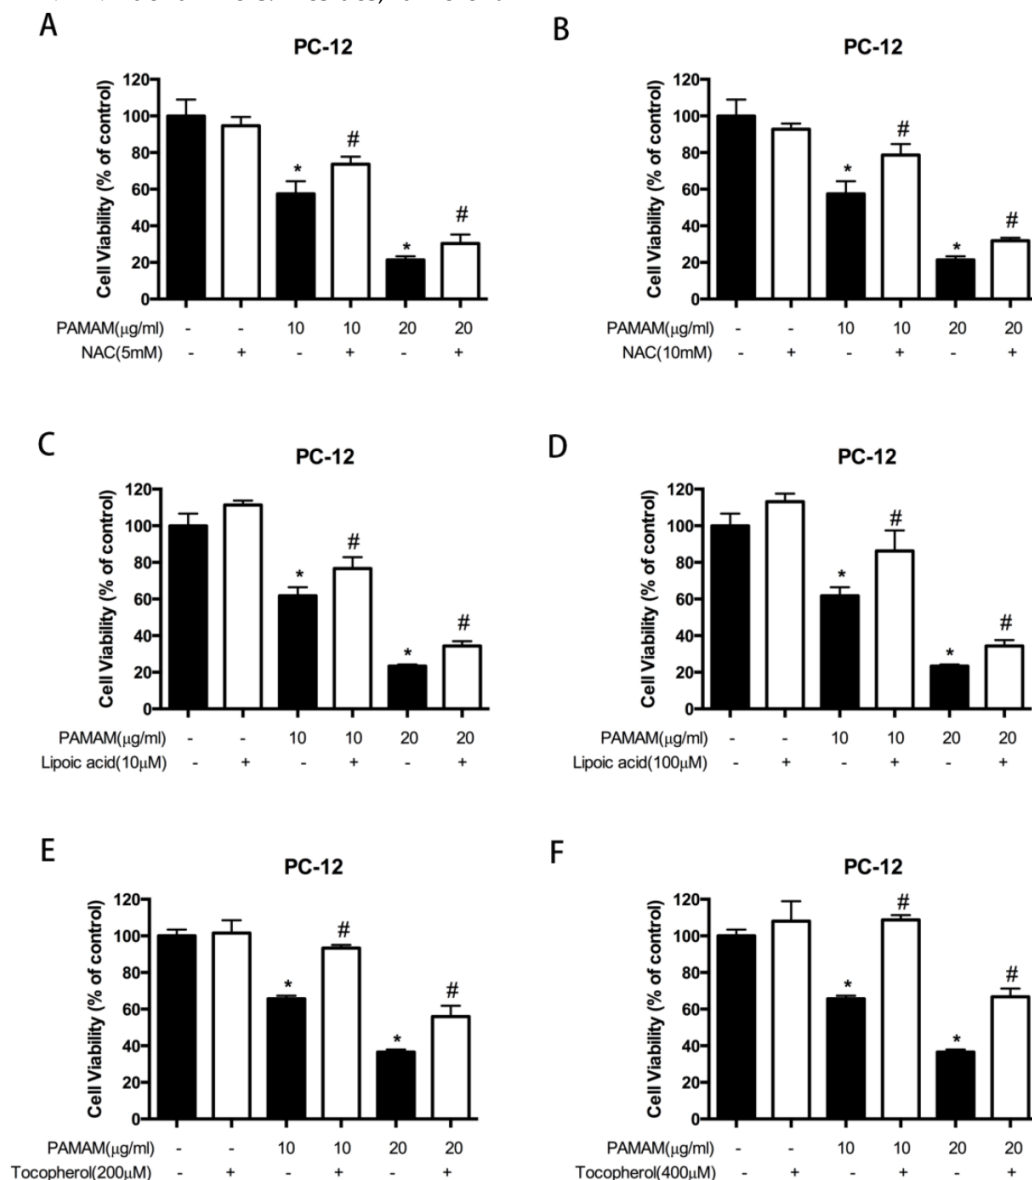 A
PC-12
Cell Viability (% of control)
120
100
80
60
40
20
0
*
#
*
#
PAMAM(μg/ml) - - 10 10 20 20
NAC(5mM) - + - + - +
B
PC-12
Cell Viability (% of control)
120
100
80
60
40
20
0
*
#
*
#
PAMAM(μg/ml) - - 10 10 20 20
NAC(10mM) - + - + - +
C
PC-12
Cell Viability (% of control)
120
100
80
60
40
20
0
*
#
*
#
PAMAM(μg/ml) - - 10 10 20 20
Lipoic acid(10μM) - + - + - +
D
PC-12
Cell Viability (% of control)
120
100
80
60
40
20
0
*
#
*
#
PAMAM(μg/ml) - - 10 10 20 20
Lipoic acid(100μM) - + - + - +
E
PC-12
Cell Viability (% of control)
120
100
80
60
40
20
0
*
#
*
#
PAMAM(μg/ml) - - 10 10 20 20
Tocopherol(200μM) - + - + - +
F
PC-12
Cell Viability (% of control)
120
100
80
60
40
20
0
*
#
*
#
PAMAM(μg/ml) - - 10 10 20 20
Tocopherol(400μM) - + - + - +